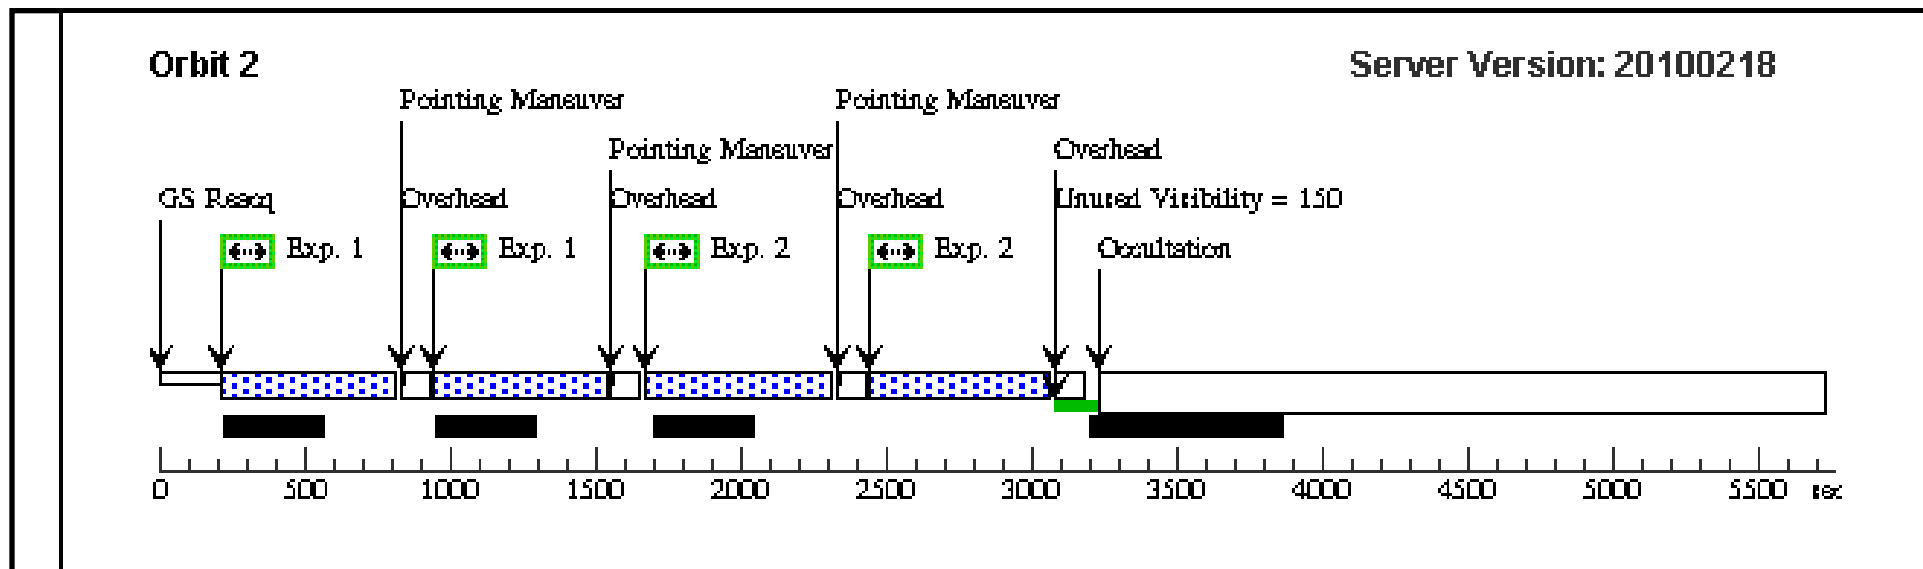 Orbit 2
Server Version: 20100218
Pointing Maneuver
Pointing Maneuver
Pointing Maneuver
Overhead
GS Reacq
Overhead
Overhead
Overhead
Unused Visibility = 150
Exp. 1
Exp. 1
Exp. 2
Exp. 2
Occultation
0 500 1000 1500 2000 2500 3000 3500 4000 4500 5000 5500 sec